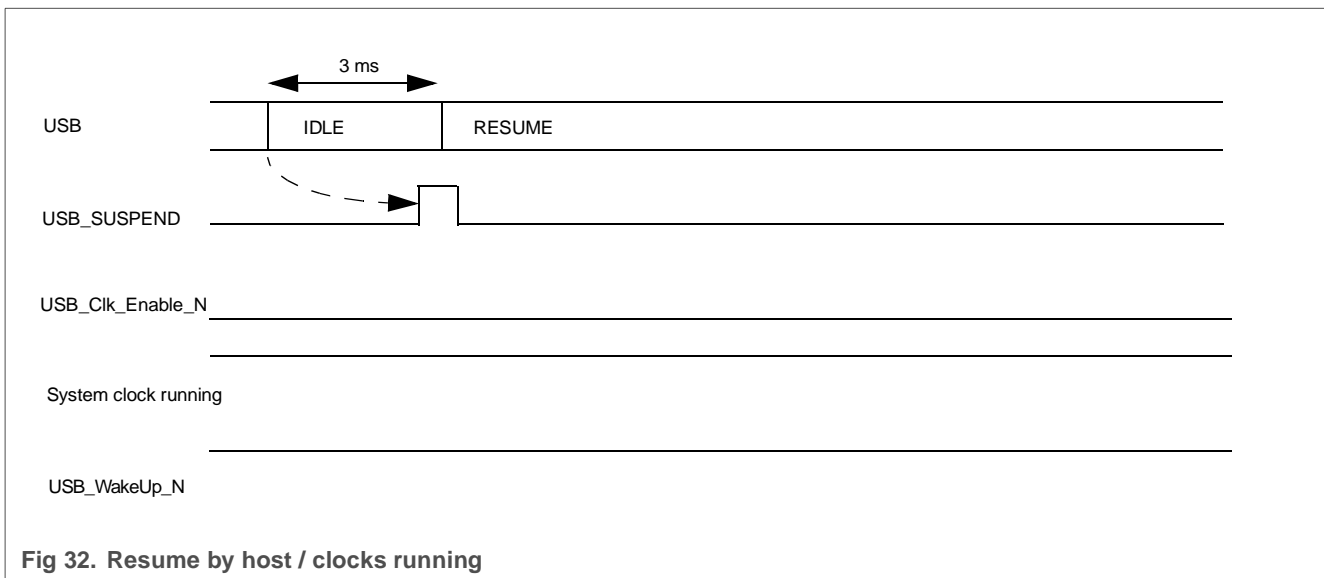 3 ms
USB
IDLE
RESUME
USB_SUSPEND
USB_Clk_Enable_N
System clock running
USB_WakeUp_N
Fig 32. Resume by host / clocks running